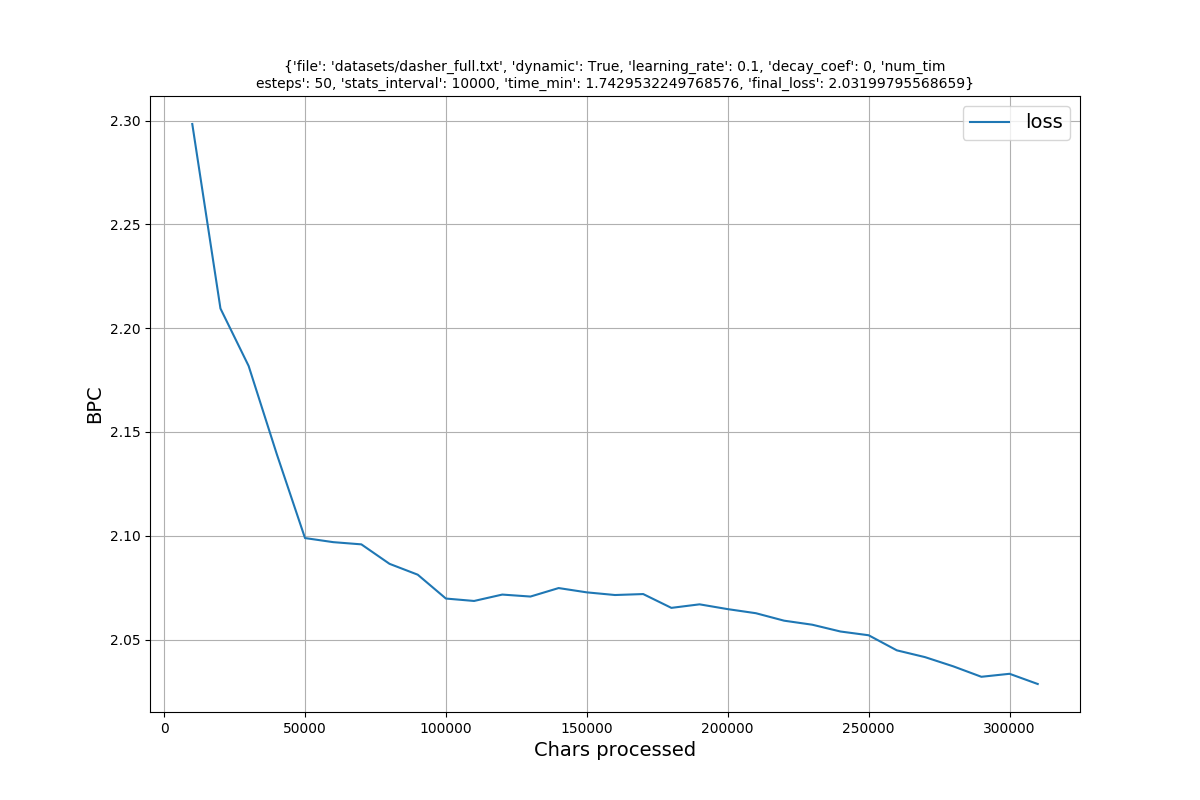 {'file': 'datasets/dasher_full.txt', 'dynamic': True, 'learning_rate': 0.1, 'decay_coef': 0, 'num_tim
esteps': 50, 'stats_interval': 10000, 'time_min': 1.7429532249768576, 'final_loss': 2.03199795568659}
loss
2.30
2.25
2.20
2.15
2.10
2.05
BPC
0 50000 100000 150000 200000 250000 300000
Chars processed